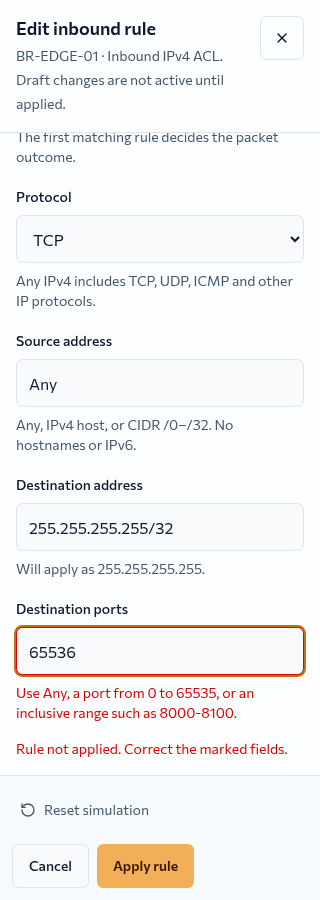 Edit inbound rule
BR-EDGE-01 · Inbound IPv4 ACL.
Draft changes are not active until
applied.
The first matching rule decides the packet
outcome.
Protocol
TCP
Any IPv4 includes TCP, UDP, ICMP and other
IP protocols.
Source address
Any
Any, IPv4 host, or CIDR /0–/32. No
hostnames or IPv6.
Destination address
255.255.255.255/32
Will apply as 255.255.255.255.
Destination ports
65536
Use Any, a port from 0 to 65535, or an
inclusive range such as 8000-8100.
Rule not applied. Correct the marked fields.
Reset simulation
Cancel
Apply rule